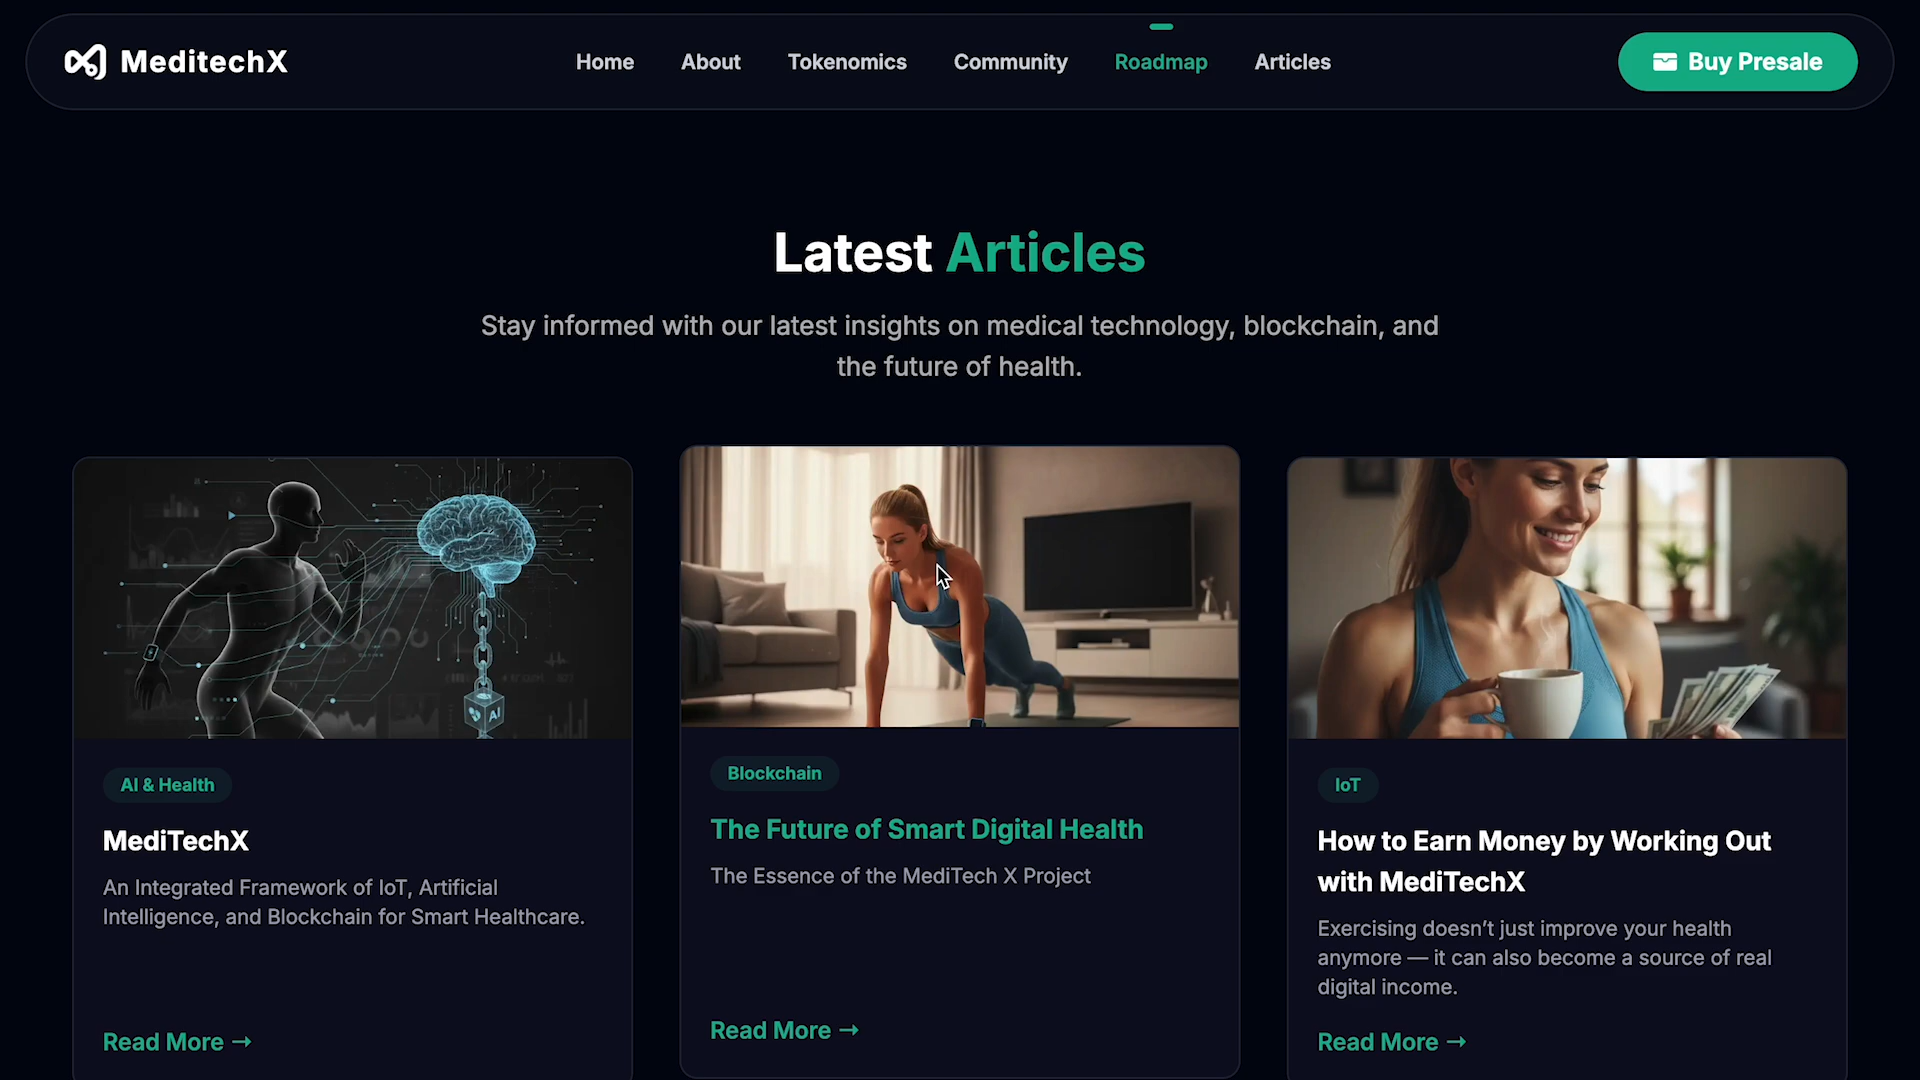 MeditechX
Home
About
Tokenomics
Community
Roadmap
Articles
Buy Presale
Latest Articles
Stay informed with our latest insights on medical technology, blockchain, and
the future of health.
AI
AI & Health
MediTechX
An Integrated Framework of IoT, Artificial
Intelligence, and Blockchain for Smart Healthcare.
Read More →
Blockchain
The Future of Smart Digital Health
The Essence of the MediTech X Project
Read More →
IoT
How to Earn Money by Working Out
with MediTechX
Exercising doesn’t just improve your health
anymore — it can also become a source of real
digital income.
Read More →